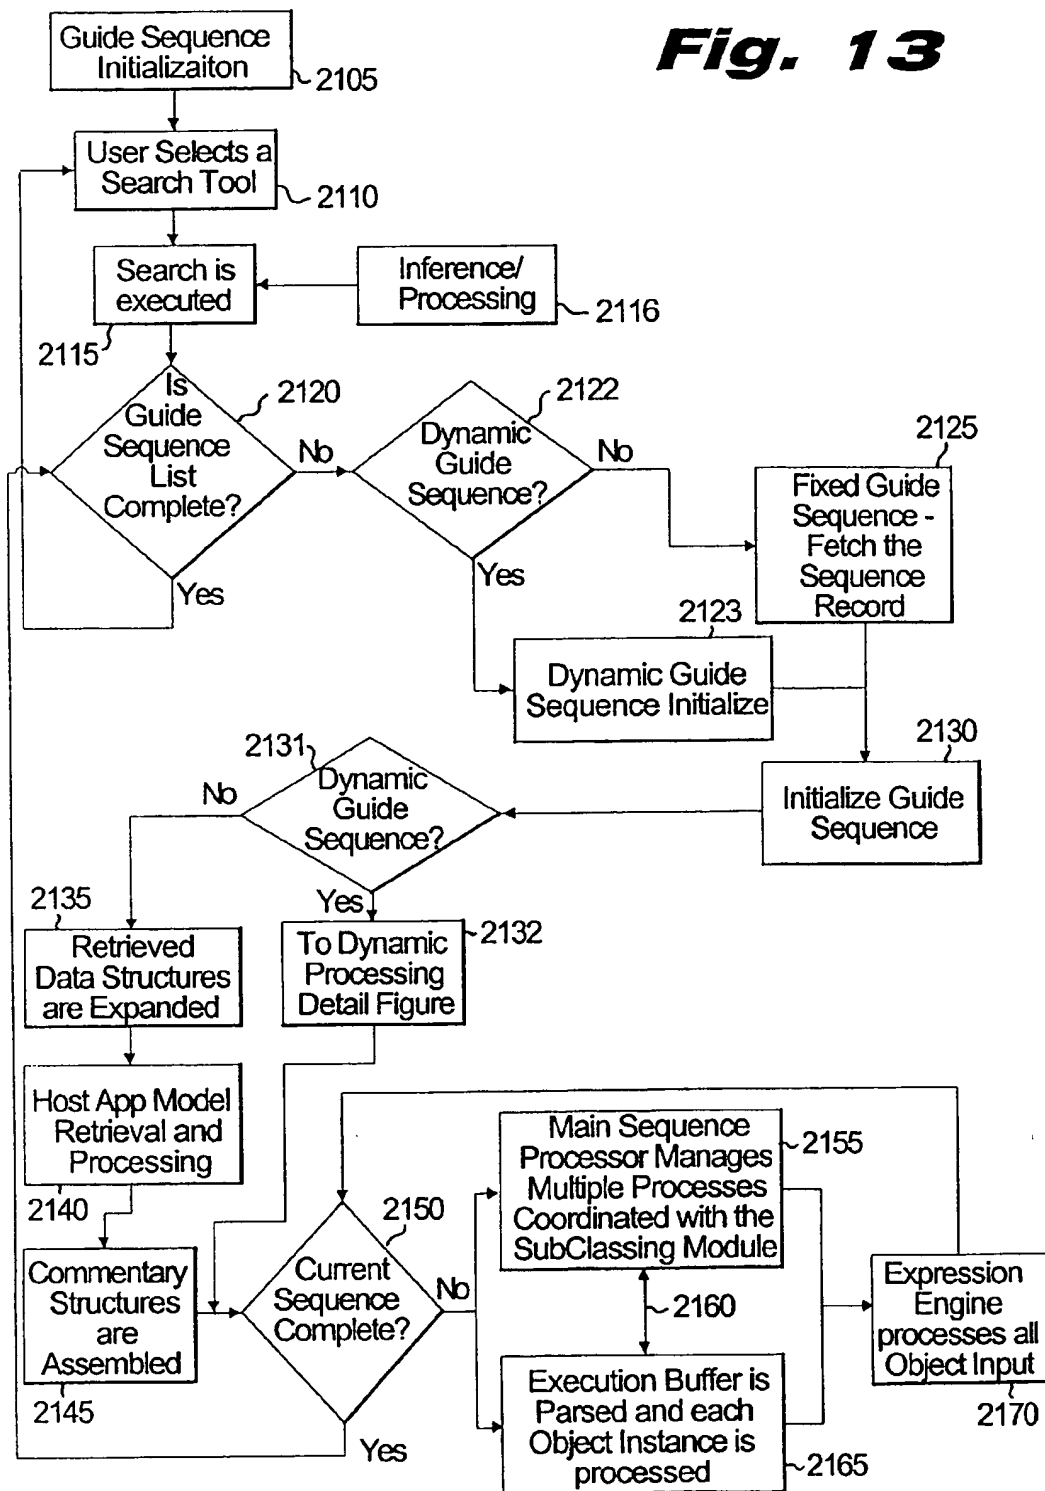 Fig. 13
Guide Sequence
Initializaiton
2105
User Selects a
Search Tool
2110
Search is
executed
2115
Inference/
Processing
2116
Is
Guide
Sequence
List
Complete?
2120
No
Yes
Dynamic
Guide
Sequence?
2122
No
Yes
2125
Fixed Guide
Sequence -
Fetch the
Sequence
Record
2123
Dynamic Guide
Sequence Initialize
2130
Initialize Guide
Sequence
2131
Dynamic
Guide
Sequence?
No
Yes
2135
Retrieved
Data Structures
are Expanded
2132
To Dynamic
Processing
Detail Figure
Host App Model
Retrieval and
Processing
2140
Commentary
Structures
are
Assembled
2145
2150
Current
Sequence
Complete?
No
Yes
Main Sequence
Processor Manages
Multiple Processes
Coordinated with the
SubClassing Module
2155
2160
Execution Buffer is
Parsed and each
Object Instance is
processed
2165
Expression
Engine
processes all
Object Input
2170